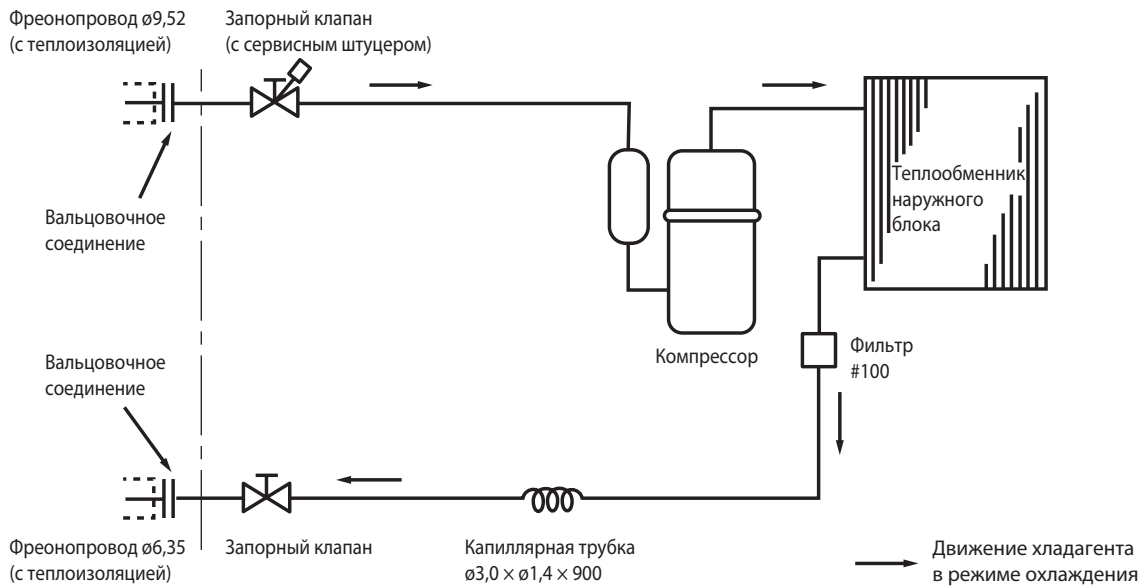 Фреонопровод ø9,52
(с теплоизоляцией)
Запорный клапан
(с сервисным штуцером)
Вальцовочное
соединение
Теплообменник
наружного
блока
Компрессор
Фильтр
#100
Вальцовочное
соединение
Фреонопровод ø6,35
(с теплоизоляцией)
Запорный клапан
Капиллярная трубка
ø3,0 × ø1,4 × 900
Движение хладагента
в режиме охлаждения